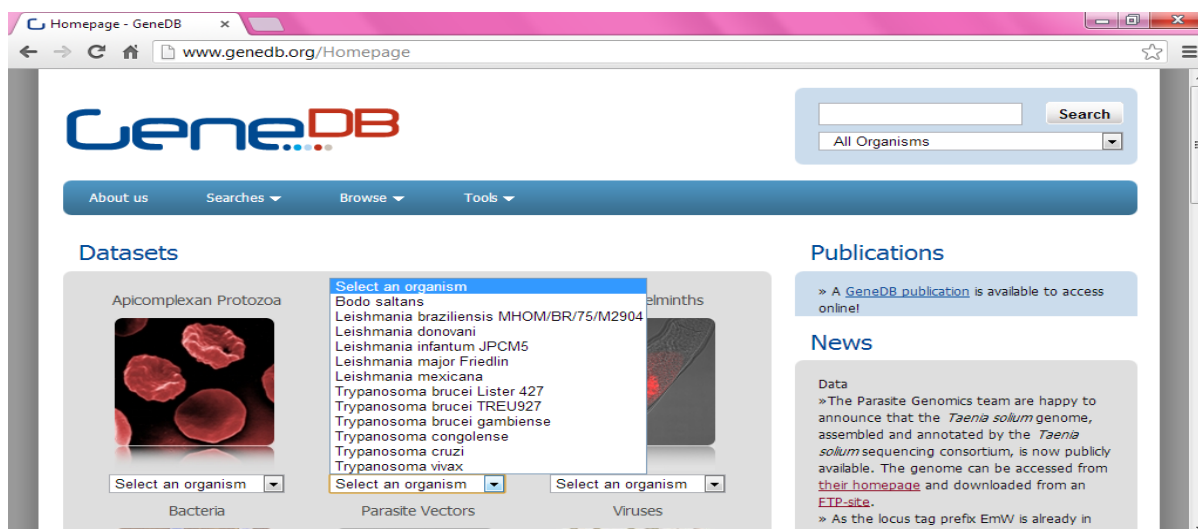 Homepage - GeneDB
www.genedb.org/Homepage
GeneDB
Search
All Organisms
About us
Searches
Browse
Tools
Datasets
Apicomplexan Protozoa
Select an organism
Select an organism
Bodo saltans
Leishmania braziliensis MHOM/BR/75/M2904
Leishmania donovani
Leishmania infantum JPCM5
Leishmania major Friedlin
Leishmania mexicana
Trypanosoma brucei Lister 427
Trypanosoma brucei TREU927
Trypanosoma brucei gambiense
Trypanosoma congolense
Trypanosoma cruzi
Trypanosoma vivax
Select an organism
elminths
Select an organism
Bacteria
Parasite Vectors
Viruses
Publications
» A GeneDB publication is available to access
online!
News
Data
»The Parasite Genomics team are happy to
announce that the Taenia solium genome,
assembled and annotated by the Taenia
solium sequencing consortium, is now publicly
available. The genome can be accessed from
their homepage and downloaded from an
FTP-site.
» As the locus tag prefix EmW is already in